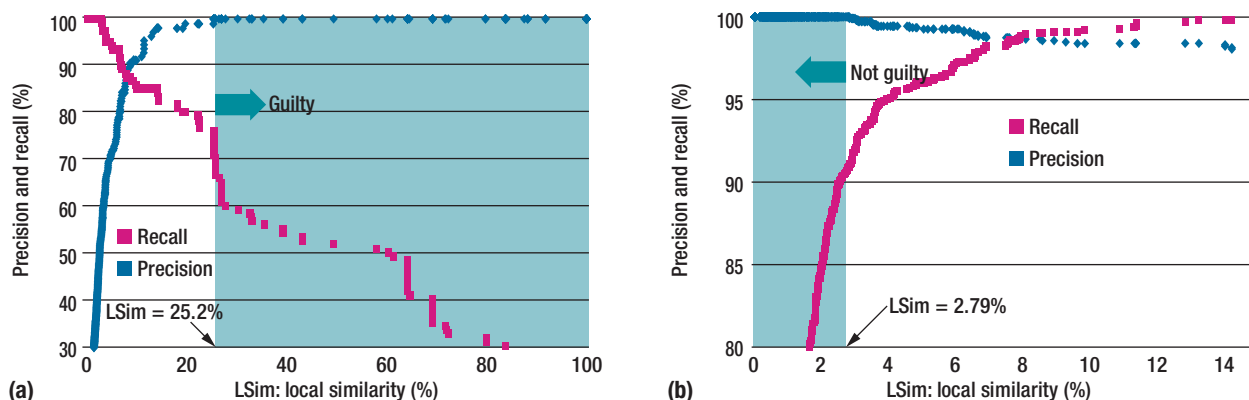 Precision and recall (%)
100
90
80
70
60
50
40
30
Guilty
Recall
Precision
LSim = 25.2%
0
20
40
60
80
100
LSim: local similarity (%)
(a)
Precision and recall (%)
100
95
90
85
80
Not guilty
Recall
Precision
LSim = 2.79%
0
2
4
6
8
10
12
14
LSim: local similarity (%)
(b)